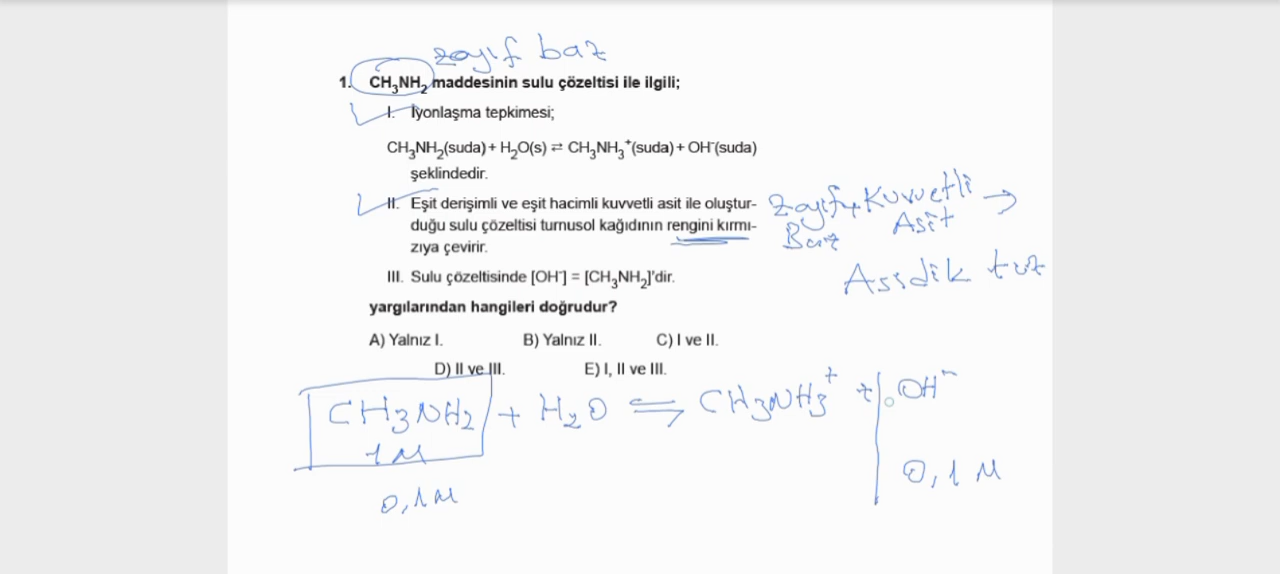 zayıf baz
1. CH₃NH₂ maddesinin sulu çözeltisi ile ilgili;
I. İyonlaşma tepkimesi;
CH₃NH₂(suda) + H₂O(s) ⇌ CH₃NH₃⁺(suda) + OH⁻(suda)
şeklindedir.
II. Eşit derişimli ve eşit hacimli kuvvetli asit ile oluştur-
duğu sulu çözeltisi turnusol kağıdının rengini kırmı-
zıya çevirir.
Zayıf + Kuvvetli →
Baz Asit
Assdik tuz
III. Sulu çözeltisinde [OH⁻] = [CH₃NH₂]'dir.
yargılarından hangileri doğrudur?
A) Yalnız I. B) Yalnız II. C) I ve II.
D) II ve III. E) I, II ve III.
CH₃NH₂ + H₂O ⇌ CH₃NH₃⁺ + OH⁻
1M
0,1M 0,1M